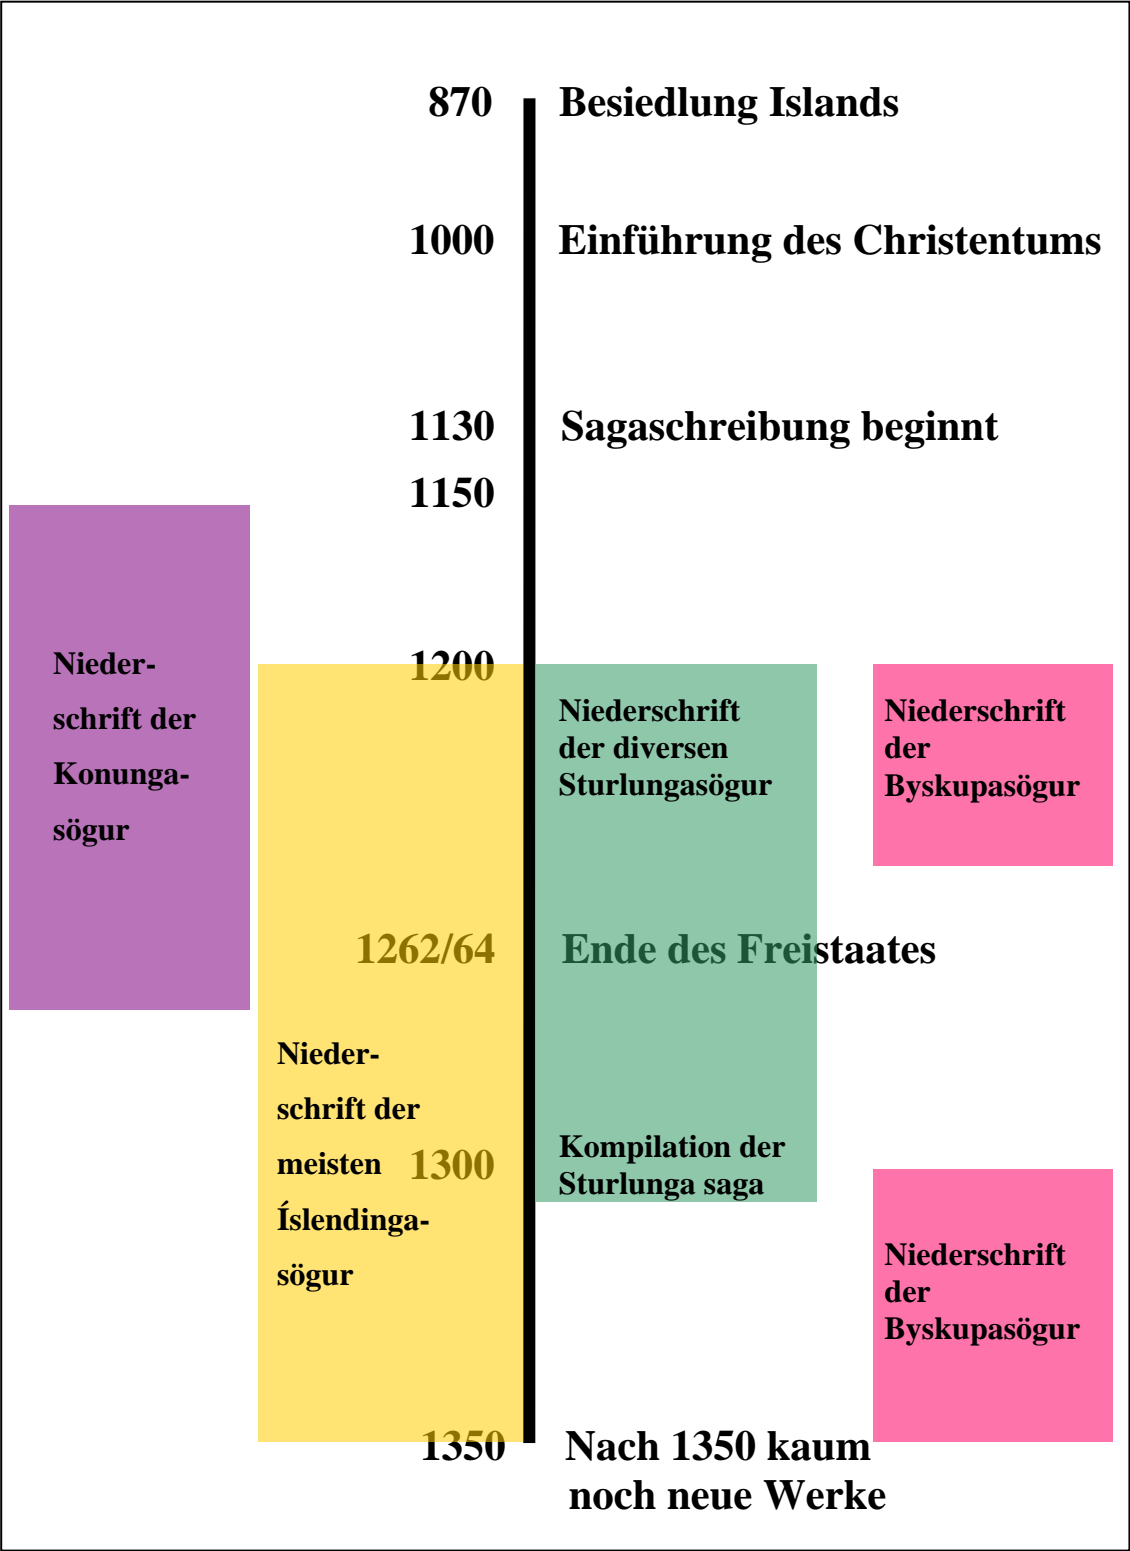 870 Besiedlung Islands
1000 Einführung des Christentums
1130 Sagaschreibung beginnt
1150
Nieder-
schrift der
Konunga-
sögur
1200
Niederschrift
der diversen
Sturlungasögur
Niederschrift
der
Byskupasögur
1262/64 Ende des Freistaates
Nieder-
schrift der
meisten
Íslendinga-
sögur
1300
Kompilation der
Sturlunga saga
Niederschrift
der
Byskupasögur
1350 Nach 1350 kaum
noch neue Werke